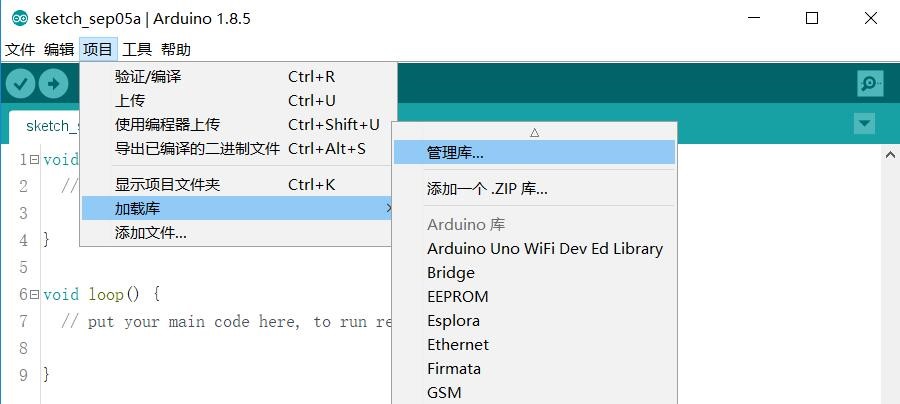 sketch_sep05a | Arduino 1.8.5
文件 编辑 项目 工具 帮助
验证/编译 Ctrl+R
上传 Ctrl+U
使用编程器上传 Ctrl+Shift+U
导出已编译的二进制文件 Ctrl+Alt+S
显示项目文件夹 Ctrl+K
加载库
添加文件...
管理库...
添加一个 .ZIP 库...
Arduino 库
Arduino Uno WiFi Dev Ed Library
Bridge
EEPROM
Esplora
Ethernet
Firmata
GSM
sketch_s
1 void
2 //
3
4 }
5
6 void loop() {
7 // put your main code here, to run re
8
9 }